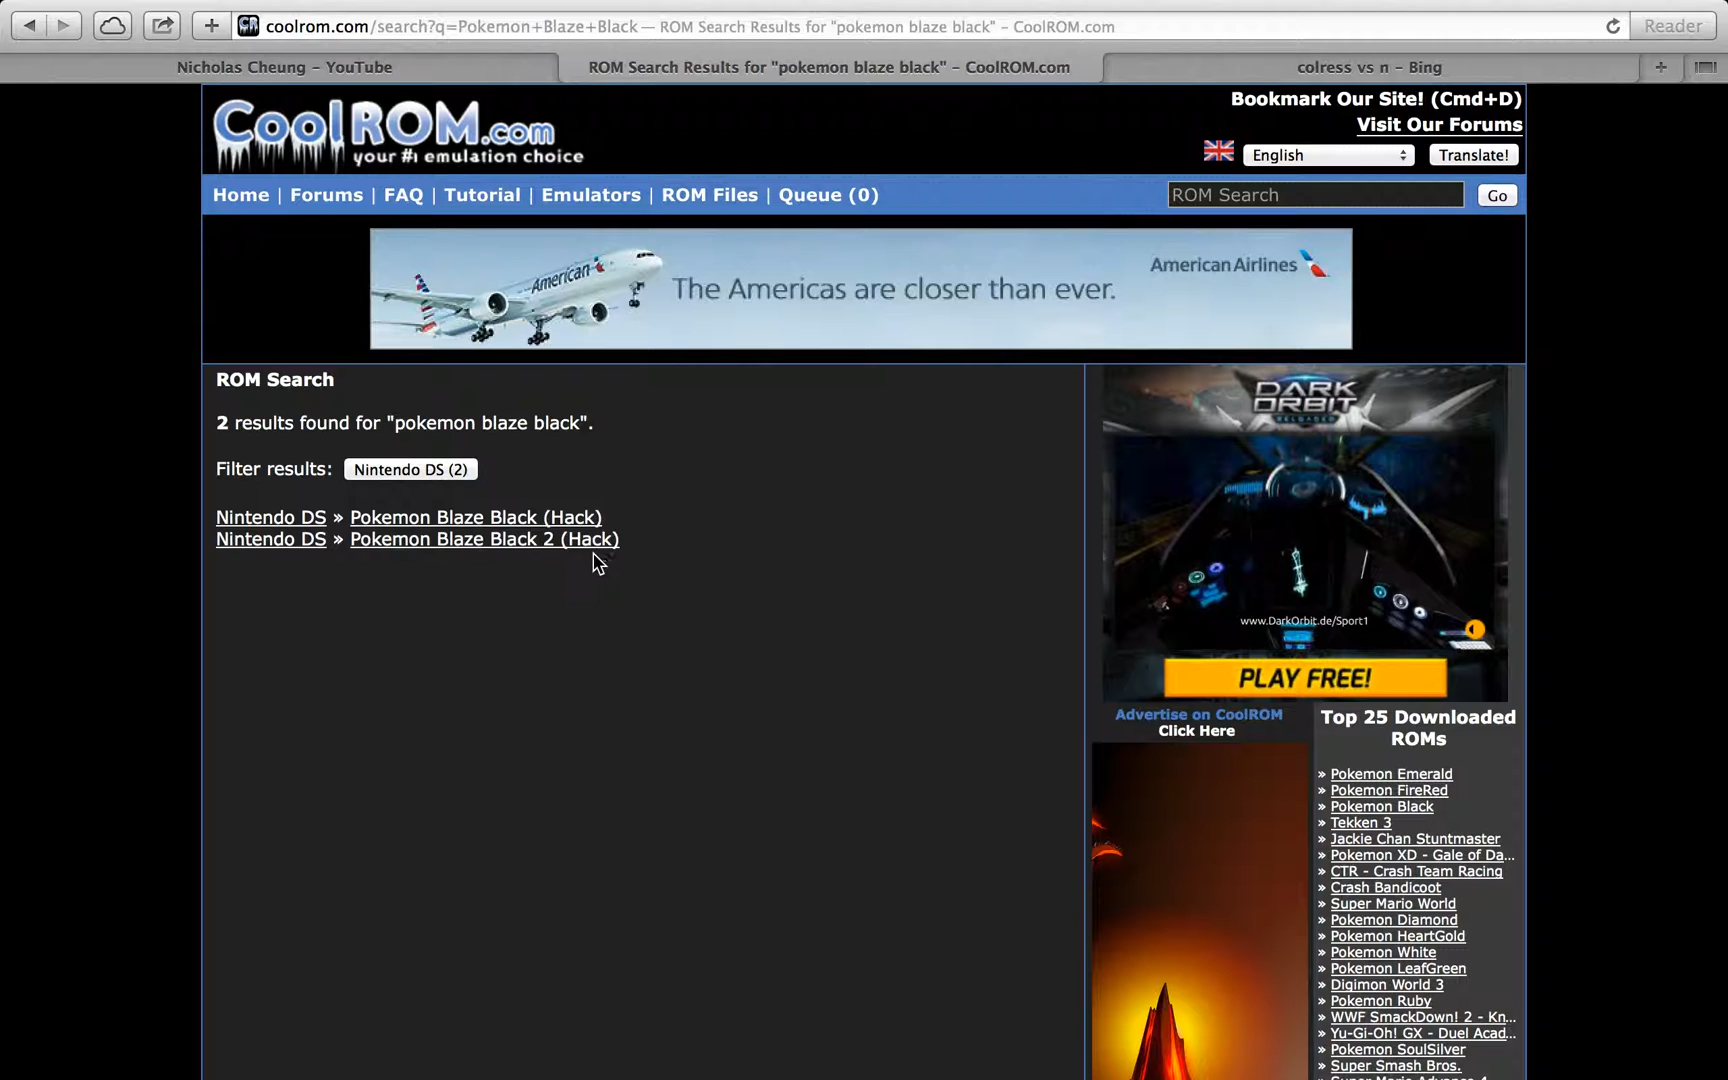 coolrom.com/search?q=Pokemon+Blaze+Black — ROM Search Results for "pokemon blaze black" – CoolROM.com
Reader
Nicholas Cheung – YouTube
ROM Search Results for "pokemon blaze black" – CoolROM.com
colress vs n – Bing
CoolROM.com
your #1 emulation choice
Bookmark Our Site! (Cmd+D)
Visit Our Forums
English
Translate!
Home | Forums | FAQ | Tutorial | Emulators | ROM Files | Queue (0)
ROM Search
Go
American
The Americas are closer than ever.
American Airlines
ROM Search
2 results found for "pokemon blaze black".
Filter results: Nintendo DS (2)
Nintendo DS » Pokemon Blaze Black (Hack)
Nintendo DS » Pokemon Blaze Black 2 (Hack)
DARK
ORBIT
RELOADED
www.DarkOrbit.de/Sport1
PLAY FREE!
Advertise on CoolROM
Click Here
Top 25 Downloaded
ROMs
» Pokemon Emerald
» Pokemon FireRed
» Pokemon Black
» Tekken 3
» Jackie Chan Stuntmaster
» Pokemon XD - Gale of Da...
» CTR - Crash Team Racing
» Crash Bandicoot
» Super Mario World
» Pokemon Diamond
» Pokemon HeartGold
» Pokemon White
» Pokemon LeafGreen
» Digimon World 3
» Pokemon Ruby
» WWF SmackDown! 2 - Kn...
» Yu-Gi-Oh! GX - Duel Acad...
» Pokemon SoulSilver
» Super Smash Bros.